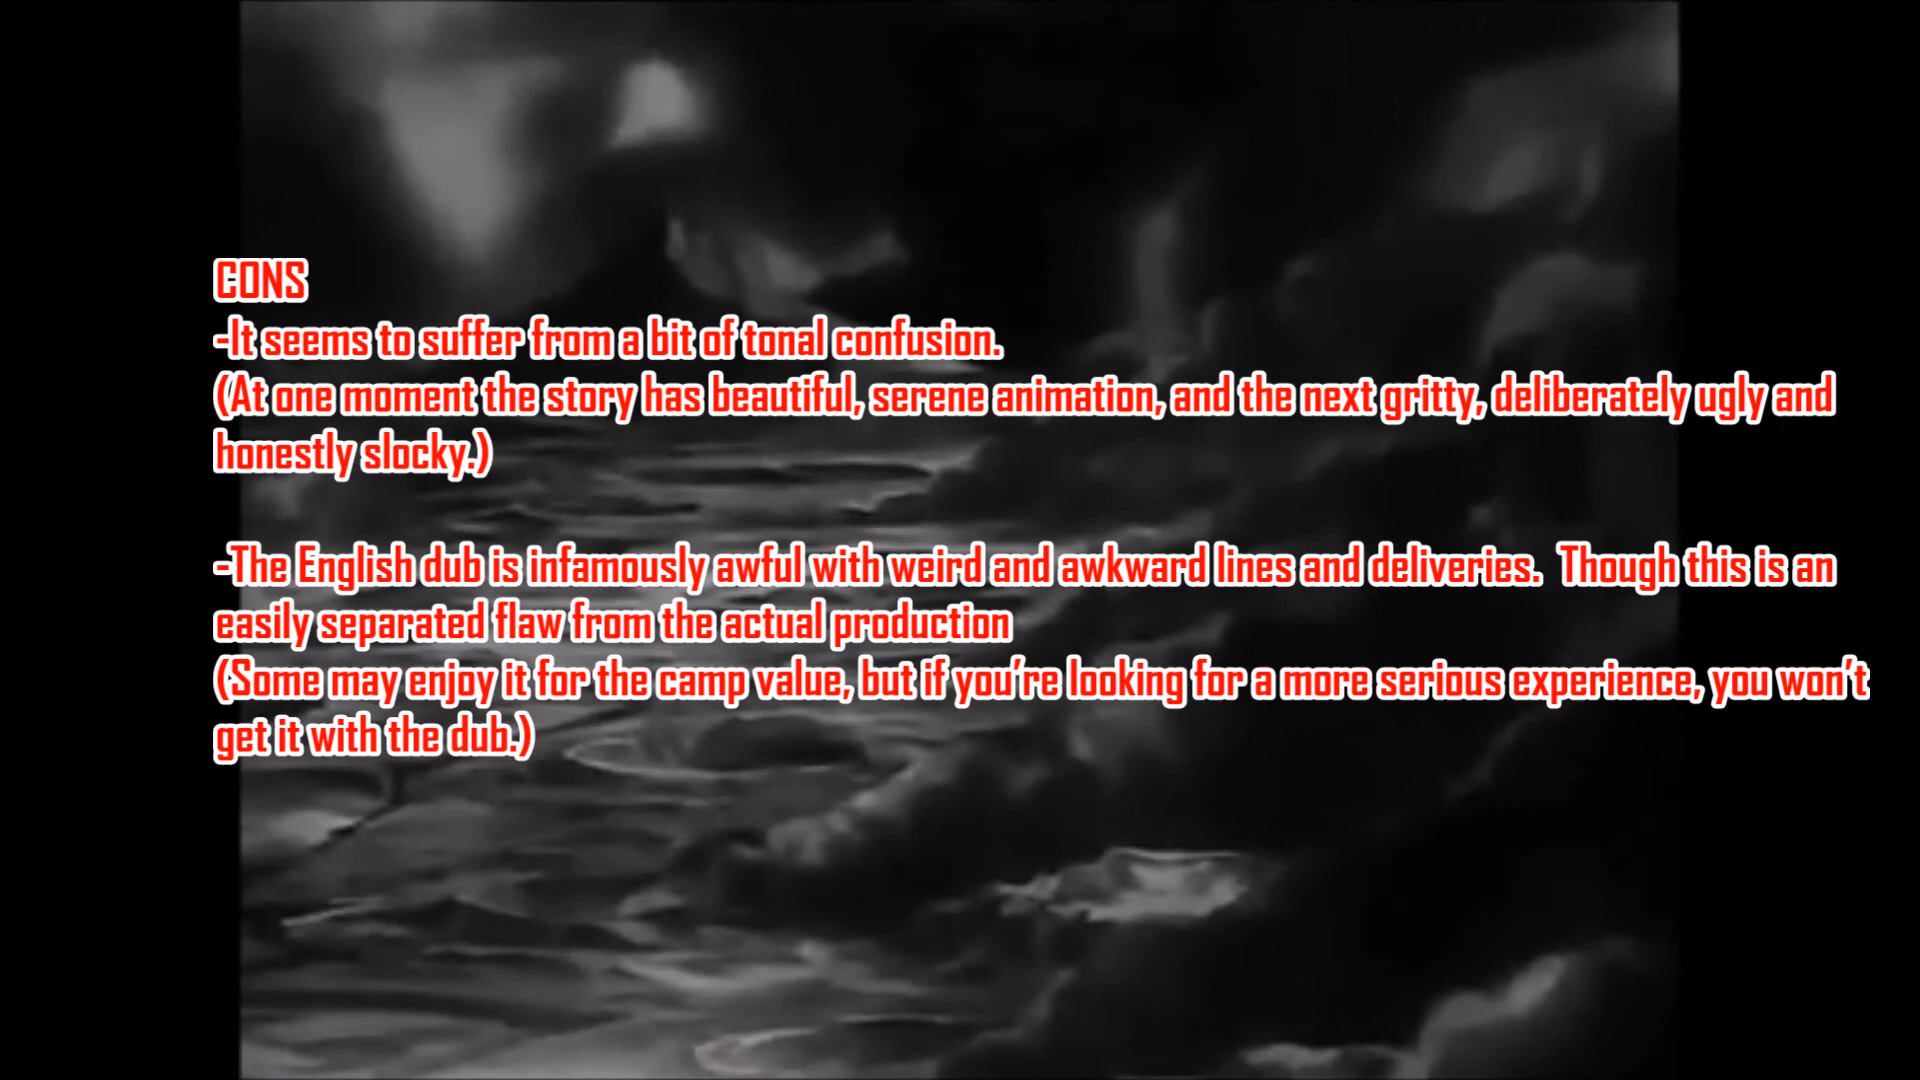 CONS
-It seems to suffer from a bit of tonal confusion.
(At one moment the story has beautiful, serene animation, and the next gritty, deliberately ugly and
honestly slocky.)
-The English dub is infamously awful with weird and awkward lines and deliveries.  Though this is an
easily separated flaw from the actual production
(Some may enjoy it for the camp value, but if you’re looking for a more serious experience, you won’t
get it with the dub.)